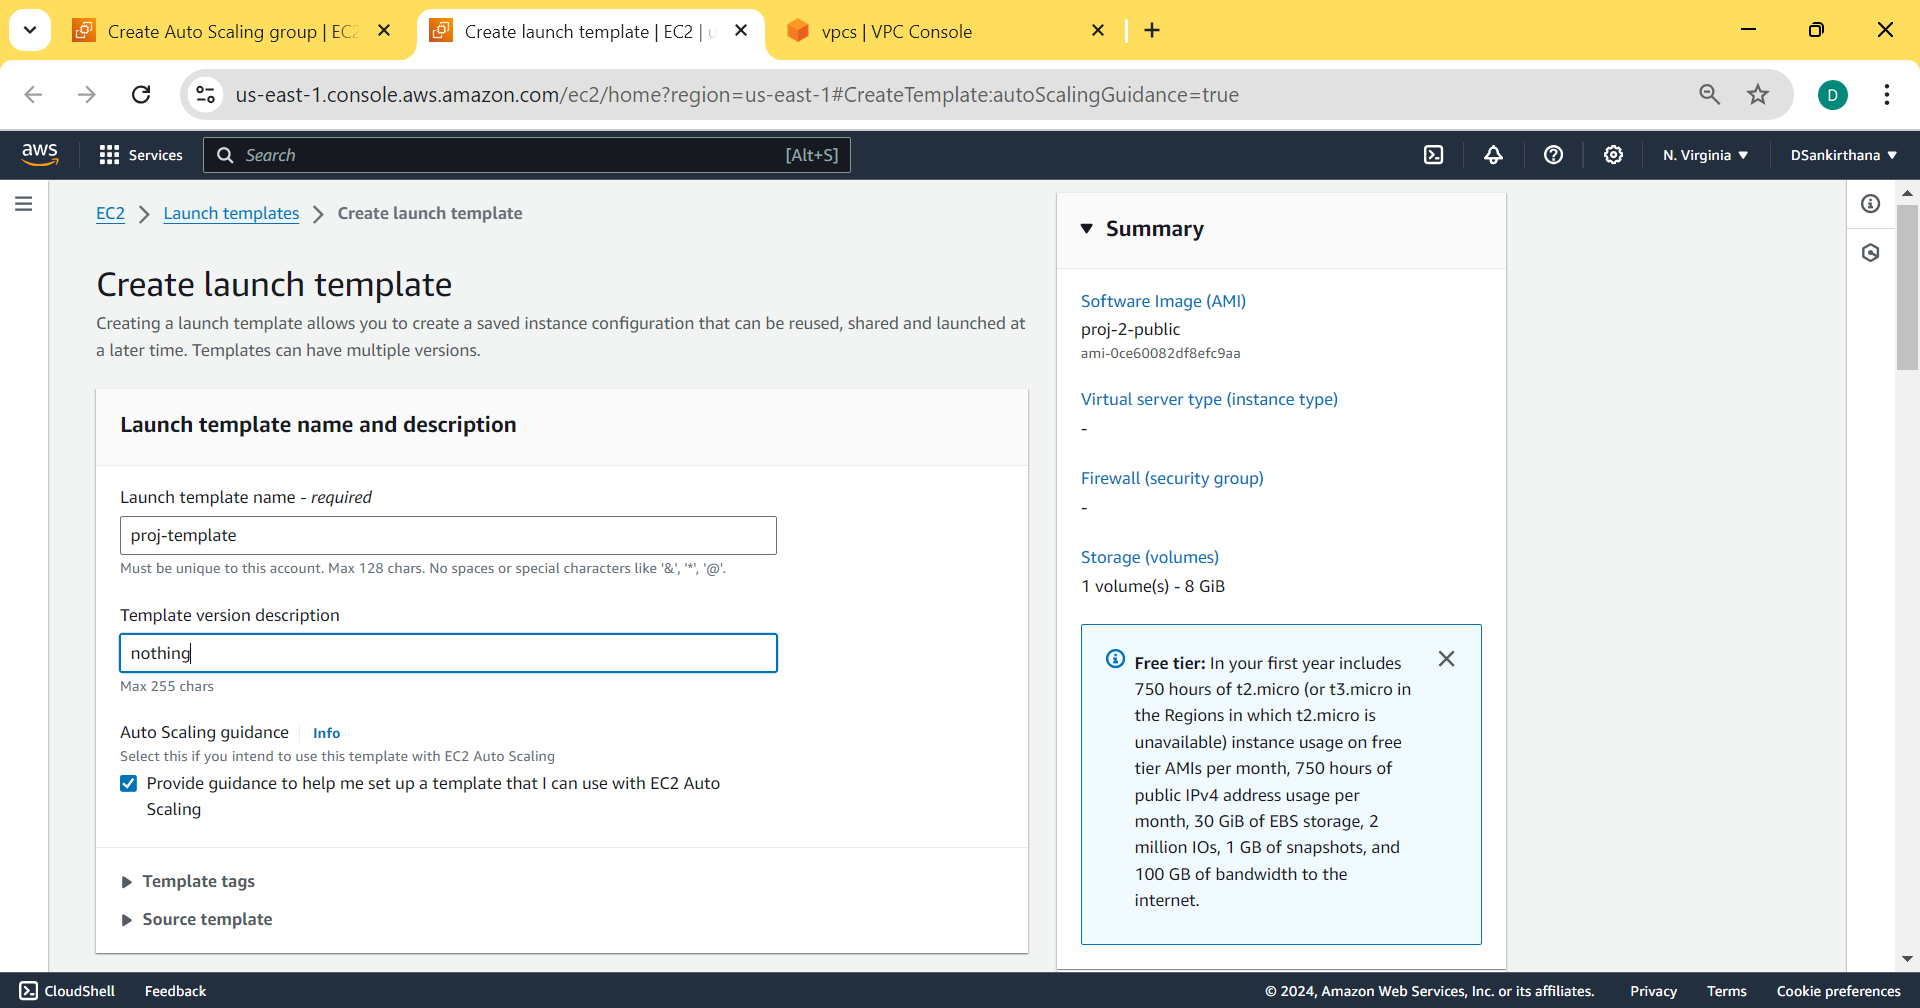 Create Auto Scaling group | EC2
Create launch template | EC2 | u
vpcs | VPC Console
us-east-1.console.aws.amazon.com/ec2/home?region=us-east-1#CreateTemplate:autoScalingGuidance=true
D
aws
Services
Search
[Alt+S]
N. Virginia
DSankirthana
EC2
Launch templates
Create launch template
Create launch template
Creating a launch template allows you to create a saved instance configuration that can be reused, shared and launched at
a later time. Templates can have multiple versions.
Launch template name and description
Launch template name - required
proj-template
Must be unique to this account. Max 128 chars. No spaces or special characters like '&', '*', '@'.
Template version description
nothing
Max 255 chars
Auto Scaling guidance
Info
Select this if you intend to use this template with EC2 Auto Scaling
Provide guidance to help me set up a template that I can use with EC2 Auto
Scaling
Template tags
Source template
Summary
Software Image (AMI)
proj-2-public
ami-0ce60082df8efc9aa
Virtual server type (instance type)
-
Firewall (security group)
-
Storage (volumes)
1 volume(s) - 8 GiB
Free tier: In your first year includes
750 hours of t2.micro (or t3.micro in
the Regions in which t2.micro is
unavailable) instance usage on free
tier AMIs per month, 750 hours of
public IPv4 address usage per
month, 30 GiB of EBS storage, 2
million IOs, 1 GB of snapshots, and
100 GB of bandwidth to the
internet.
CloudShell
Feedback
© 2024, Amazon Web Services, Inc. or its affiliates.
Privacy
Terms
Cookie preferences